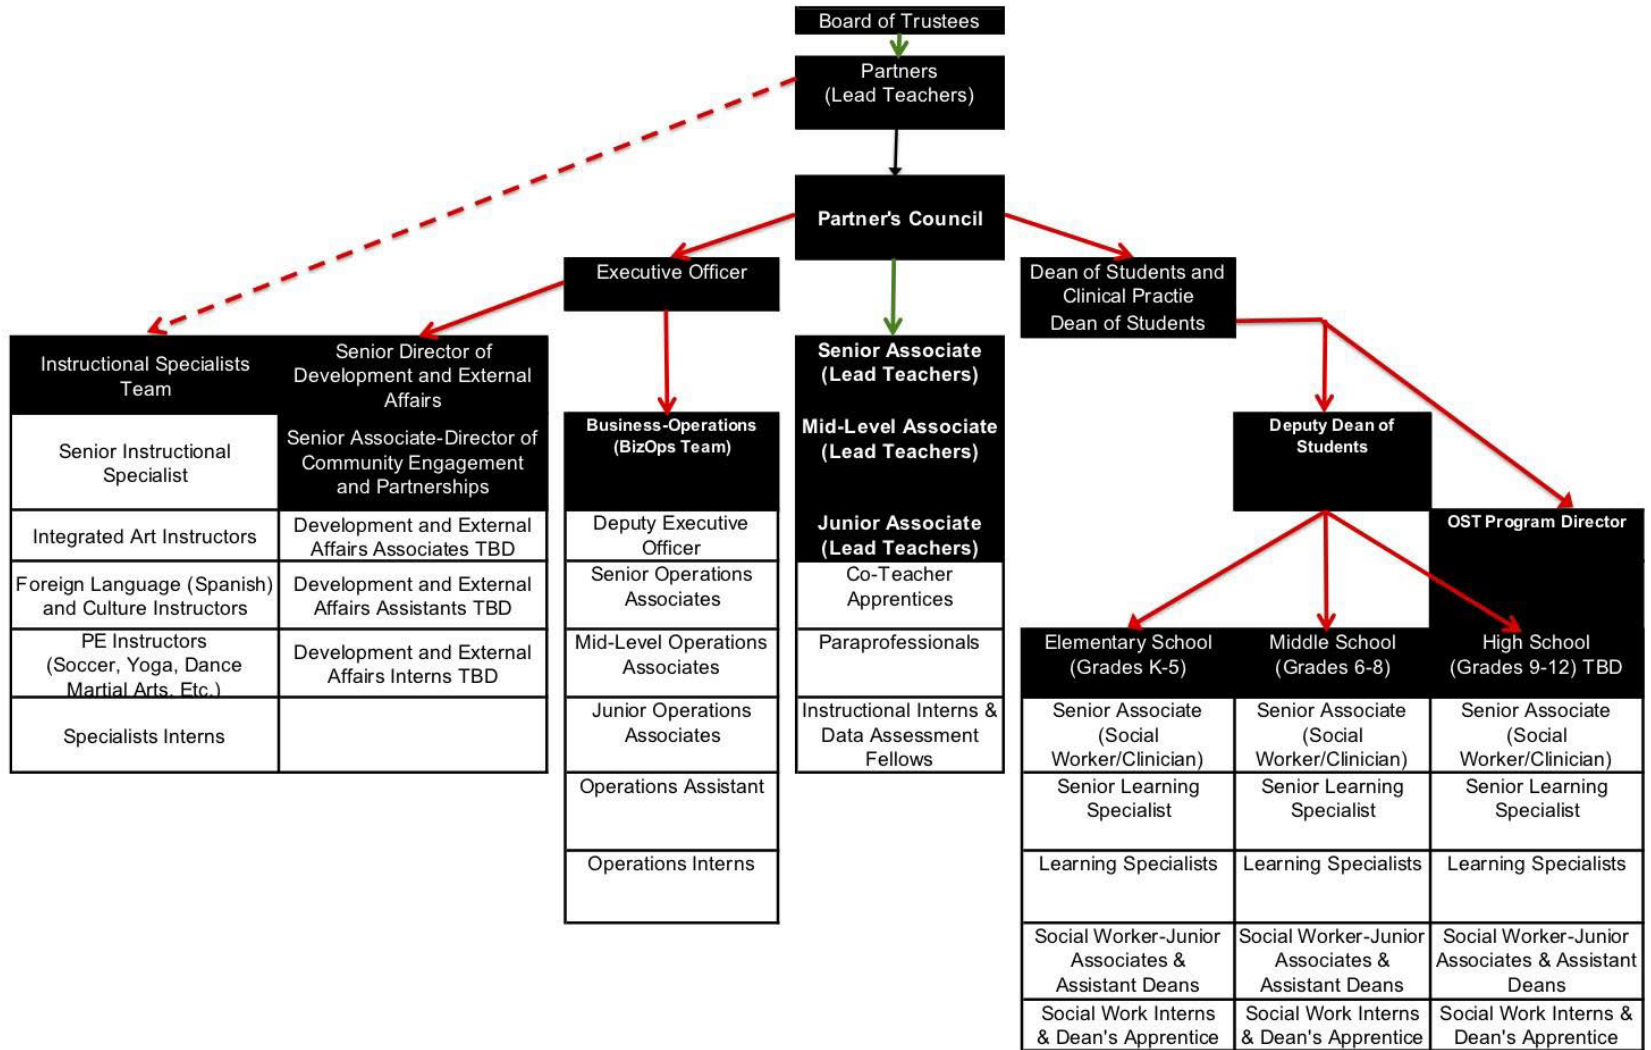 Board of Trustees
Partners
(Lead Teachers)
Partner's Council
Executive Officer
Dean of Students and
Clinical Practie
Dean of Students
Instructional Specialists
Team
Senior Instructional
Specialist
Integrated Art Instructors
Foreign Language (Spanish)
and Culture Instructors
PE Instructors
(Soccer, Yoga, Dance
Martial Arts, Etc.)
Specialists Interns
Senior Director of
Development and External
Affairs
Senior Associate-Director of
Community Engagement
and Partnerships
Development and External
Affairs Associates TBD
Development and External
Affairs Assistants TBD
Development and External
Affairs Interns TBD
Business-Operations
(BizOps Team)
Deputy Executive
Officer
Senior Operations
Associates
Mid-Level Operations
Associates
Junior Operations
Associates
Operations Assistant
Operations Interns
Senior Associate
(Lead Teachers)
Mid-Level Associate
(Lead Teachers)
Junior Associate
(Lead Teachers)
Co-Teacher
Apprentices
Paraprofessionals
Instructional Interns &
Data Assessment
Fellows
Deputy Dean of
Students
OST Program Director
Elementary School
(Grades K-5)
Senior Associate
(Social
Worker/Clinician)
Senior Learning
Specialist
Learning Specialists
Social Worker-Junior
Associates &
Assistant Deans
Social Work Interns
& Dean's Apprentice
Middle School
(Grades 6-8)
Senior Associate
(Social
Worker/Clinician)
Senior Learning
Specialist
Learning Specialists
Social Worker-Junior
Associates &
Assistant Deans
Social Work Interns
& Dean's Apprentice
High School
(Grades 9-12) TBD
Senior Associate
(Social
Worker/Clinician)
Senior Learning
Specialist
Learning Specialists
Social Worker-Junior
Associates & Assistant
Deans
Social Work Interns &
Dean's Apprentice